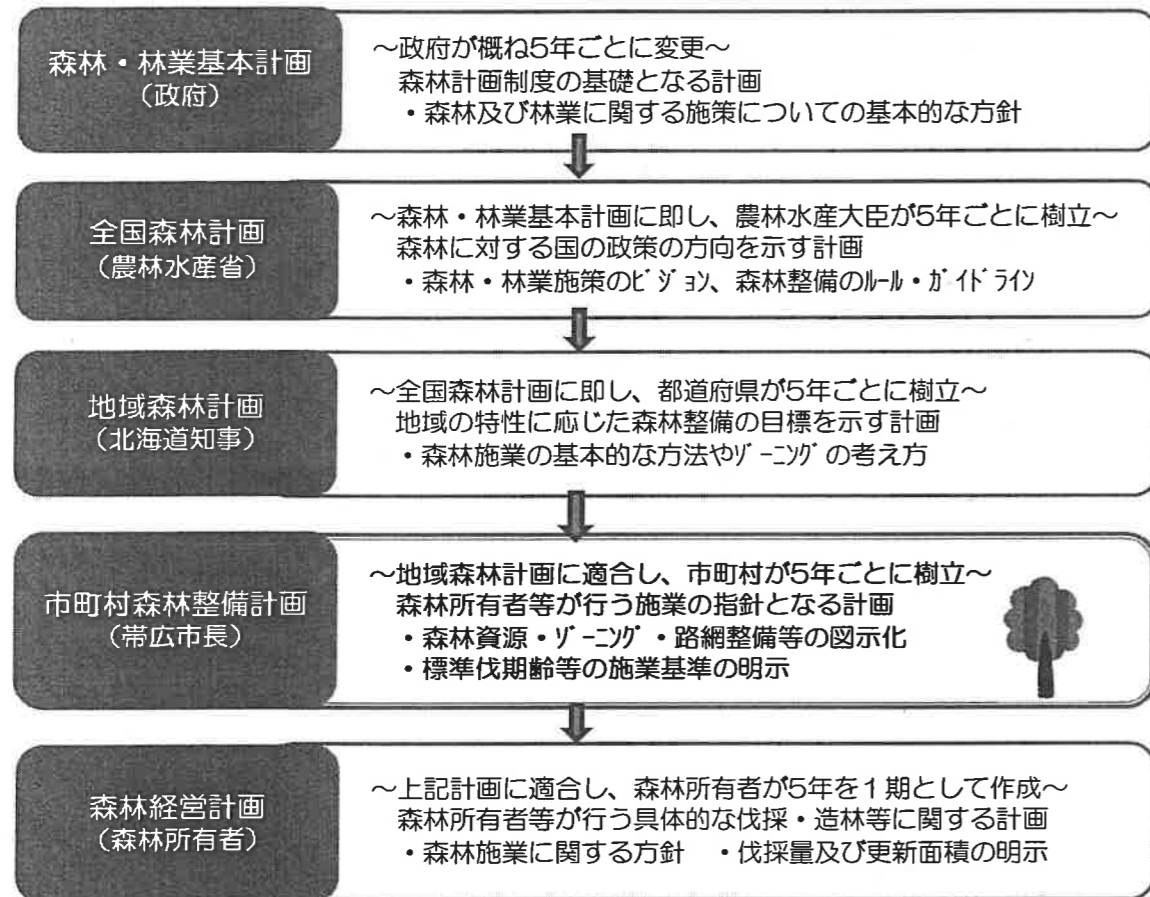 森林・林業基本計画
（政府）
～政府が概ね5年ごとに変更～
森林計画制度の基礎となる計画
・森林及び林業に関する施策についての基本的な方針
全国森林計画
（農林水産省）
～森林・林業基本計画に即し、農林水産大臣が5年ごとに樹立～
森林に対する国の政策の方向を示す計画
・森林・林業施策のﾋﾞｼﾞｮﾝ、森林整備のﾙｰﾙ・ｶﾞｲﾄﾞﾗｲﾝ
地域森林計画
（北海道知事）
～全国森林計画に即し、都道府県が5年ごとに樹立～
地域の特性に応じた森林整備の目標を示す計画
・森林施業の基本的な方法やｿﾞｰﾆﾝｸﾞの考え方
市町村森林整備計画
（帯広市長）
～地域森林計画に適合し、市町村が5年ごとに樹立～
森林所有者等が行う施業の指針となる計画
・森林資源・ｿﾞｰﾆﾝｸﾞ・路網整備等の図示化
・標準伐期齢等の施業基準の明示
森林経営計画
（森林所有者）
～上記計画に適合し、森林所有者が5年を１期として作成～
森林所有者等が行う具体的な伐採・造林等に関する計画
・森林施業に関する方針　・伐採量及び更新面積の明示